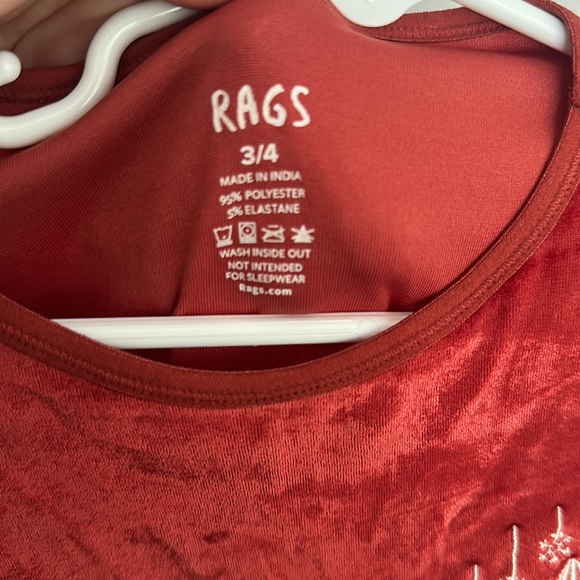 RAGS
3/4
MADE IN INDIA
95% POLYESTER
5% ELASTANE
WASH INSIDE OUT
NOT INTENDED
FOR SLEEPWEAR
Rags.com